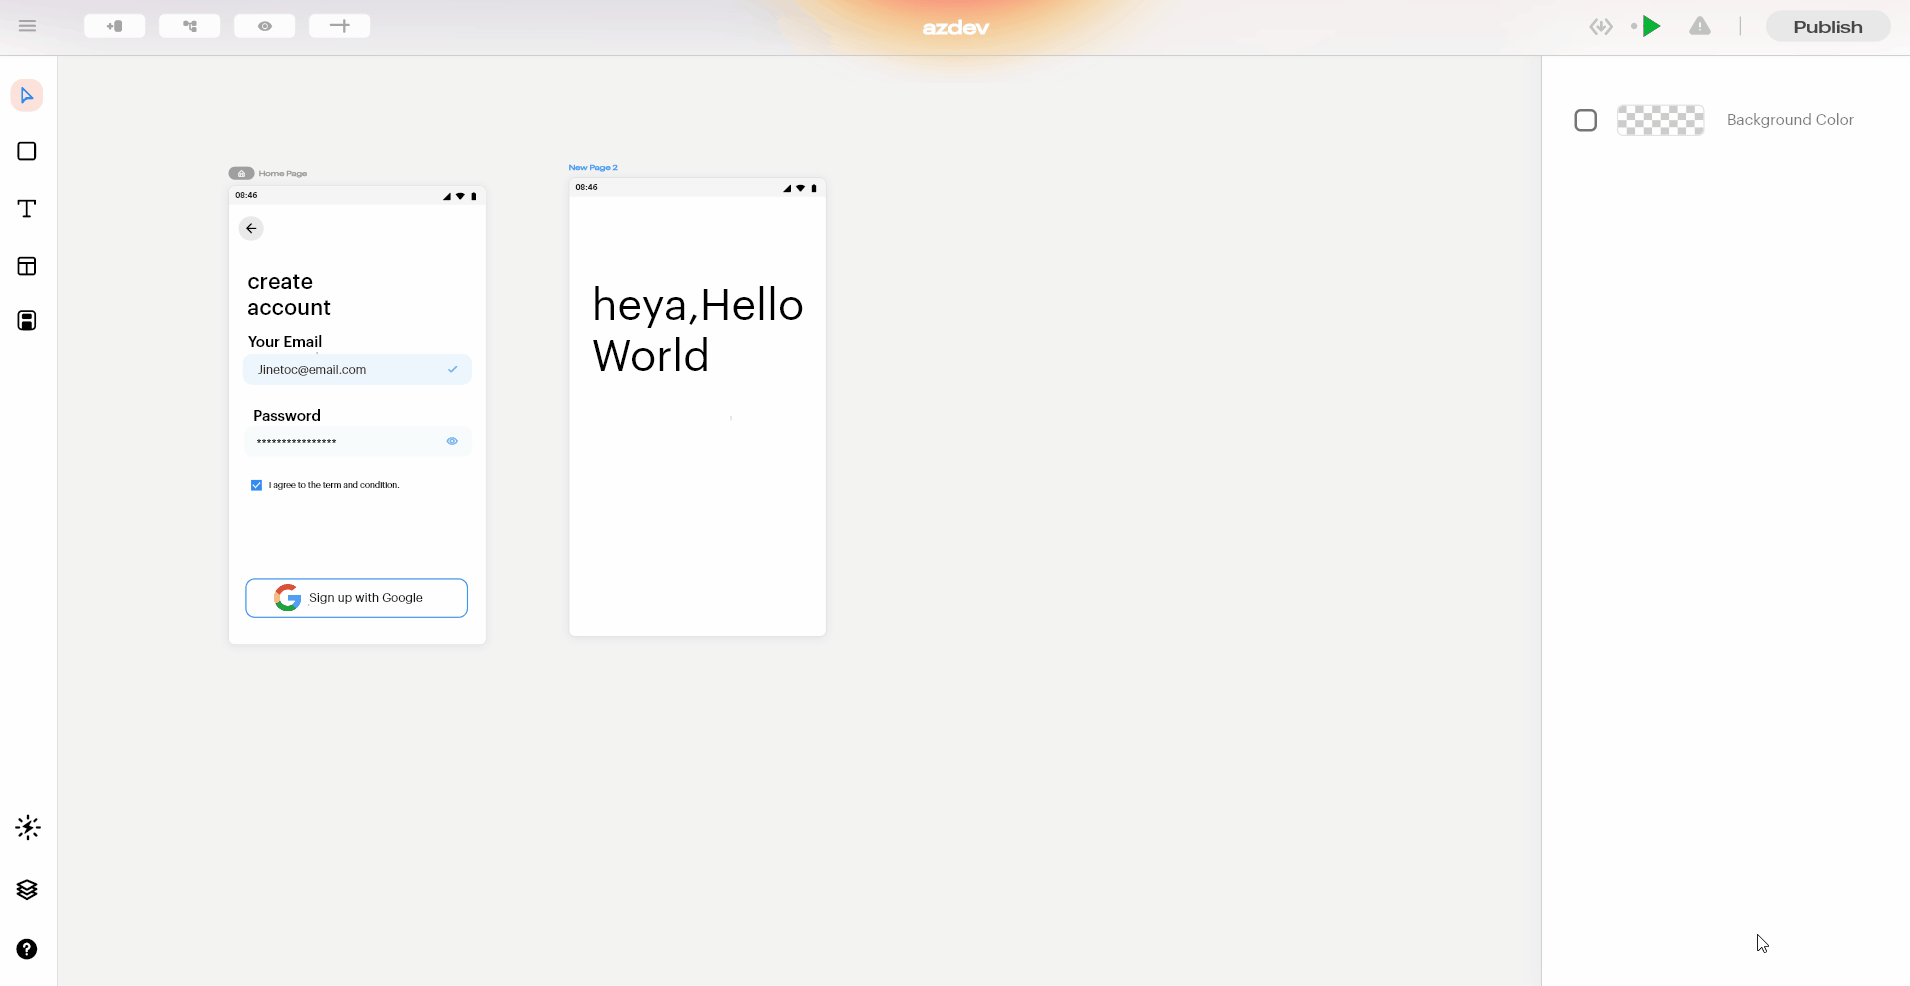 azdev
Publish
Background Color
Home Page
08:46
create
account
Your Email
Jinetoc@email.com
Password
****************
I agree to the term and condition.
Sign up with Google
New Page 2
08:46
heya,Hello
World